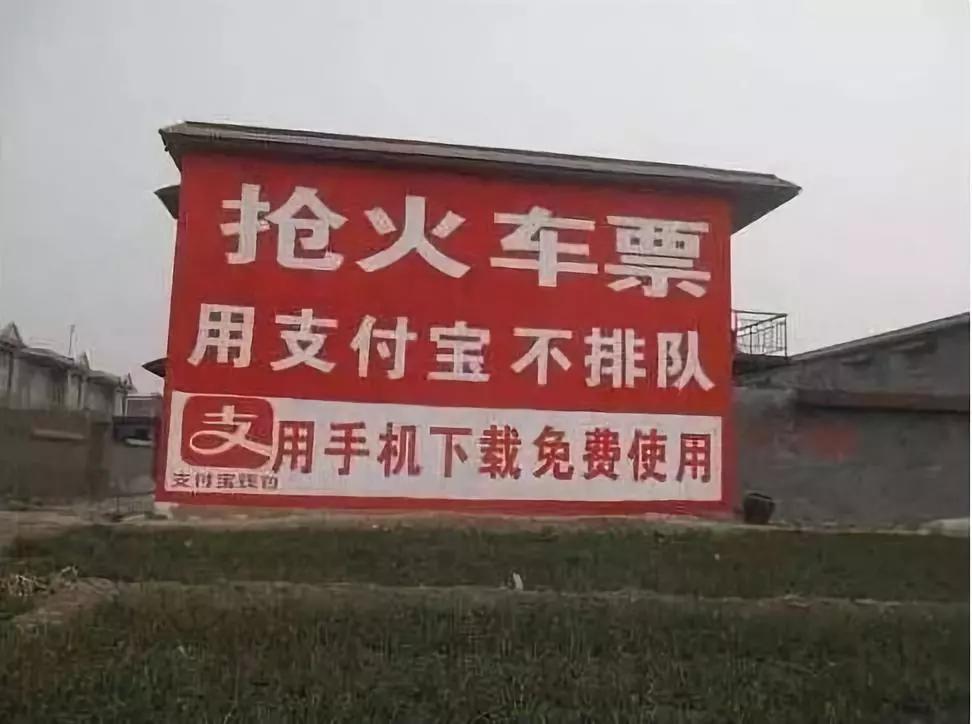 抢火车票
用支付宝不排队
支
用手机下载免费使用
支付宝钱包